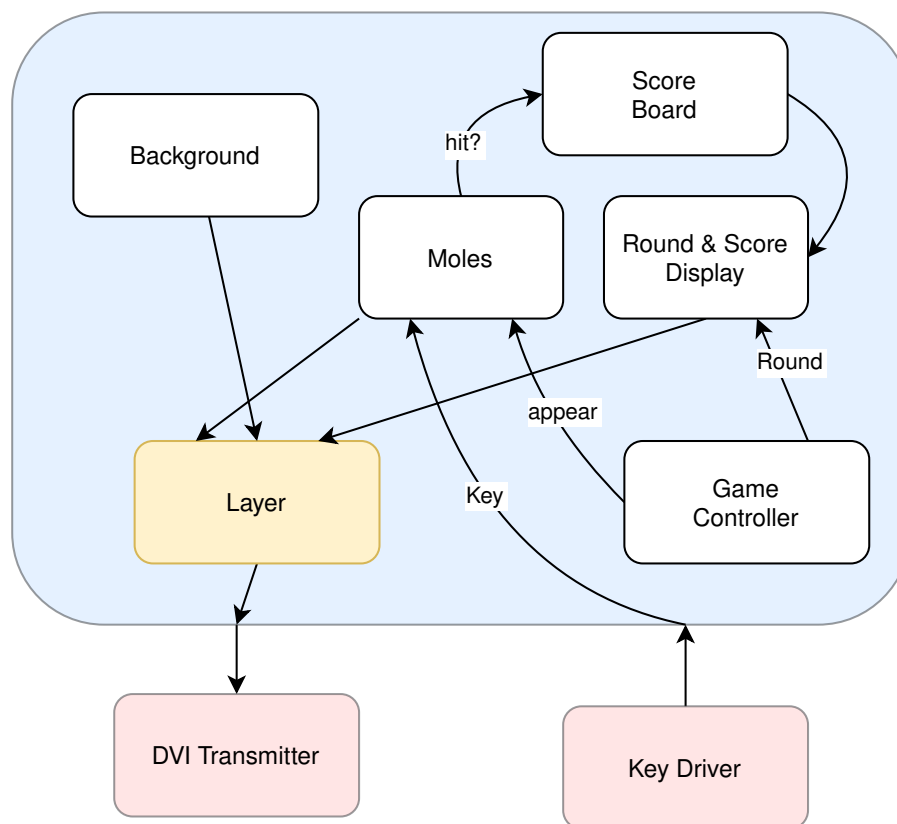 Score
Board
hit?
Background
Moles
Round & Score
Display
Round
appear
Key
Layer
Game
Controller
DVI Transmitter
Key Driver